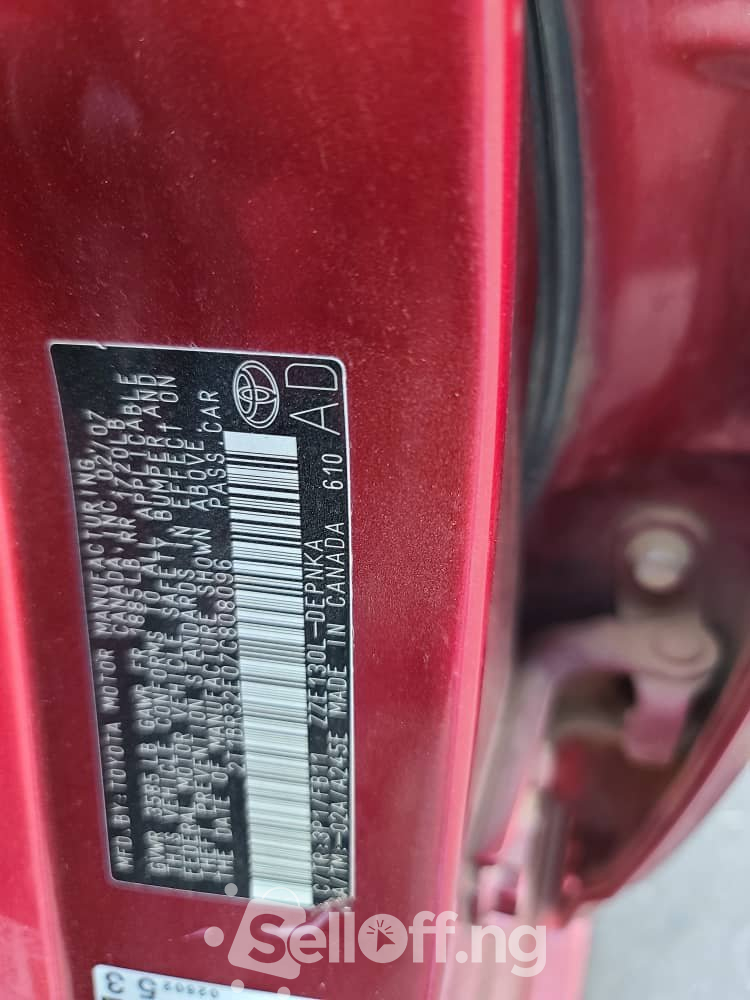 MFD. BY: TOYOTA MOTOR MANUFACTURING
CANADA, INC. 02/07
GVWR 3585LB GAWR FR 1885LB RR 1720LB
THIS VEHICLE CONFORMS TO ALL APPLICABLE
FEDERAL MOTOR VEHICLE SAFETY, BUMPER, AND
THEFT PREVENTION STANDARDS IN EFFECT ON
THE DATE OF MANUFACTURE SHOWN ABOVE.
PASS.CAR
C/TR:3P1/FB11 ZZE130L-DEPNKA
A/TM:-02A/A245E MADE IN CANADA 610
AD
53
SellOff.ng